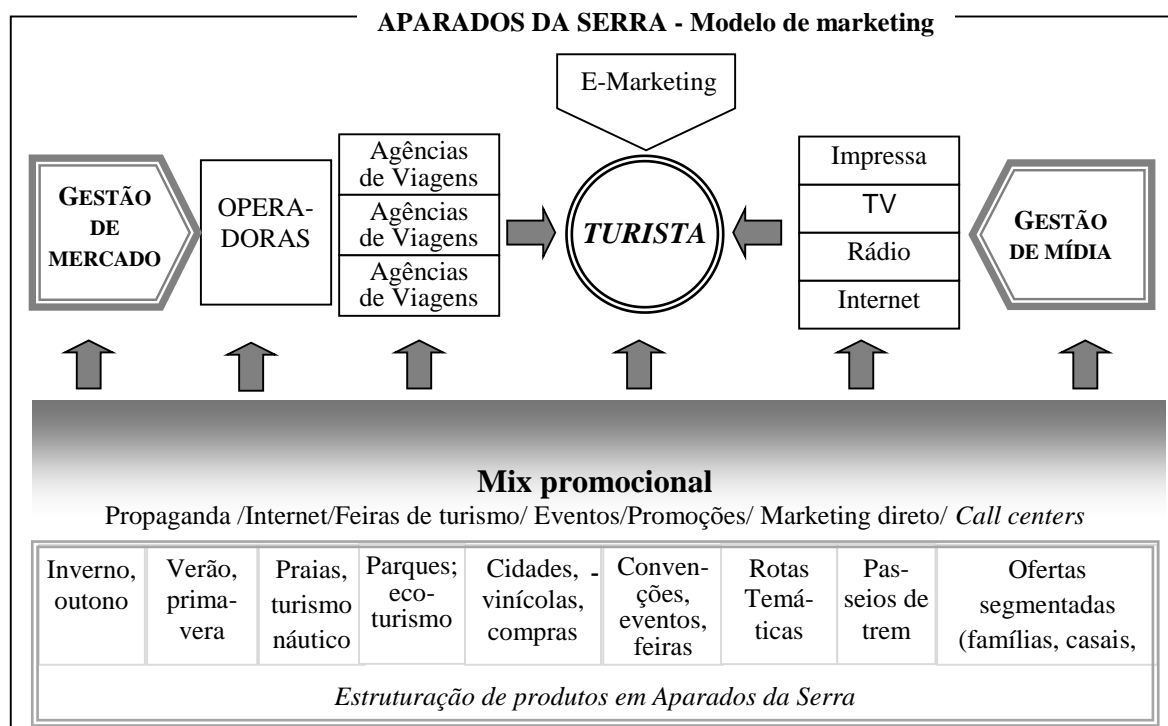 APARADOS DA SERRA - Modelo de marketing
E-Marketing
GESTÃO
DE
MERCADO
OPERA-
DORAS
Agências
de Viagens
Agências
de Viagens
Agências
de Viagens
TURISTA
Impressa
TV
Rádio
Internet
GESTÃO
DE MÍDIA
Mix promocional
Propaganda /Internet/Feiras de turismo/ Eventos/Promoções/ Marketing direto/ Call centers
Inverno,
outono
Verão,
prima-
vera
Praias,
turismo
náutico
Parques;
eco-
turismo
Cidades, -
vinícolas,
compras
Conven-
ções,
eventos,
feiras
Rotas
Temá-
ticas
Pas-
seios de
trem
Ofertas
segmentadas
(famílias, casais,
Estruturação de produtos em Aparados da Serra